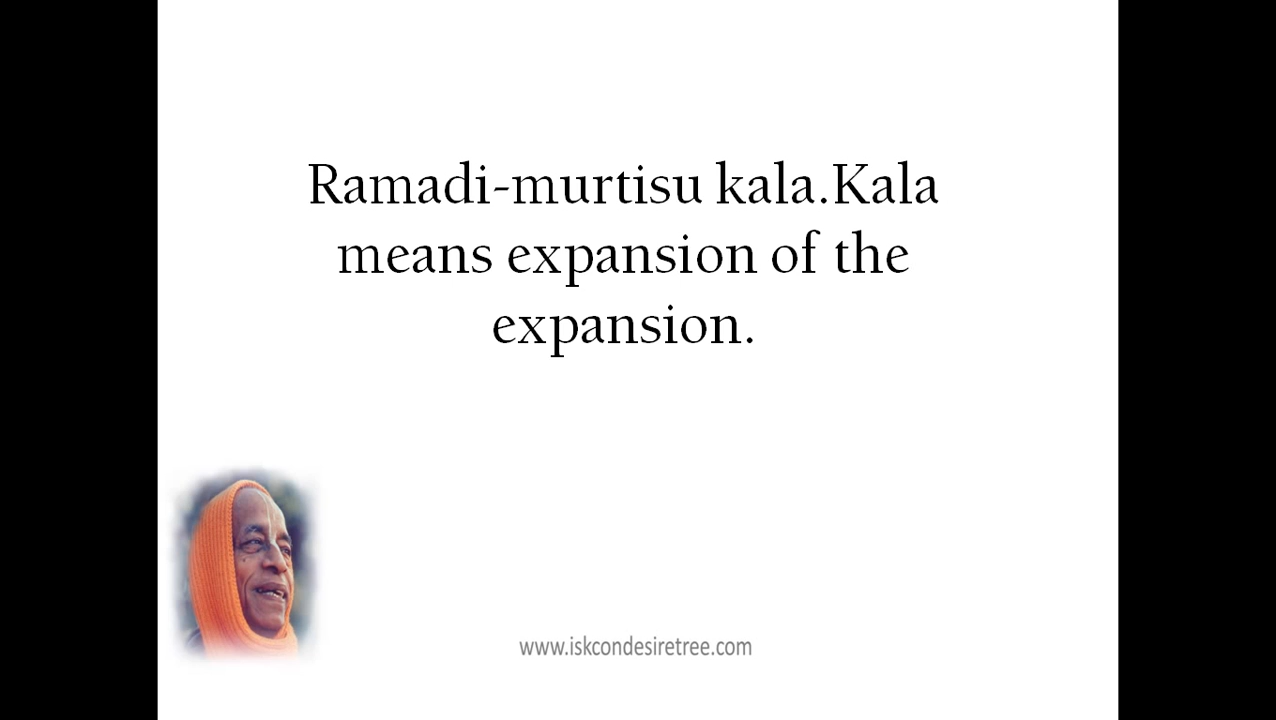 Ramadi-murtisu kala.Kala
means expansion of the
expansion.
www.iskcondesiretree.com